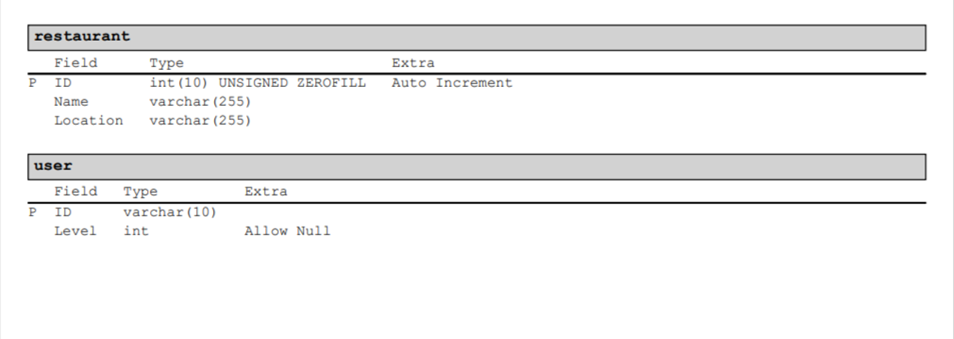 restaurant
Field Type Extra
P ID int(10) UNSIGNED ZEROFILL Auto Increment
Name varchar(255)
Location varchar(255)
user
Field Type Extra
P ID varchar(10)
Level int Allow Null